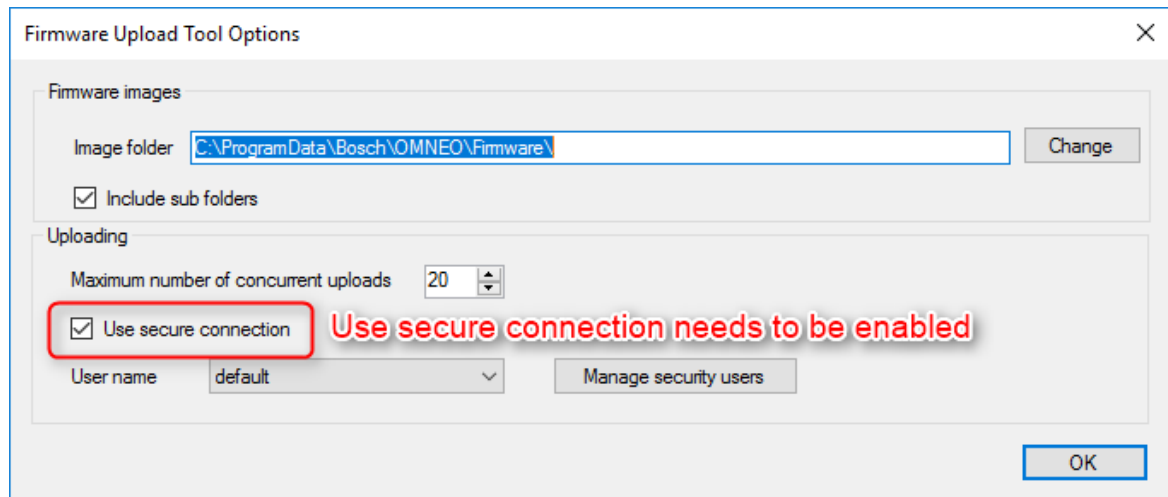 Firmware Upload Tool Options
Firmware images
Image folder C:\ProgramData\Bosch\OMNEO\Firmware\ Change
Include sub folders
Uploading
Maximum number of concurrent uploads 20
Use secure connection Use secure connection needs to be enabled
User name default Manage security users
OK